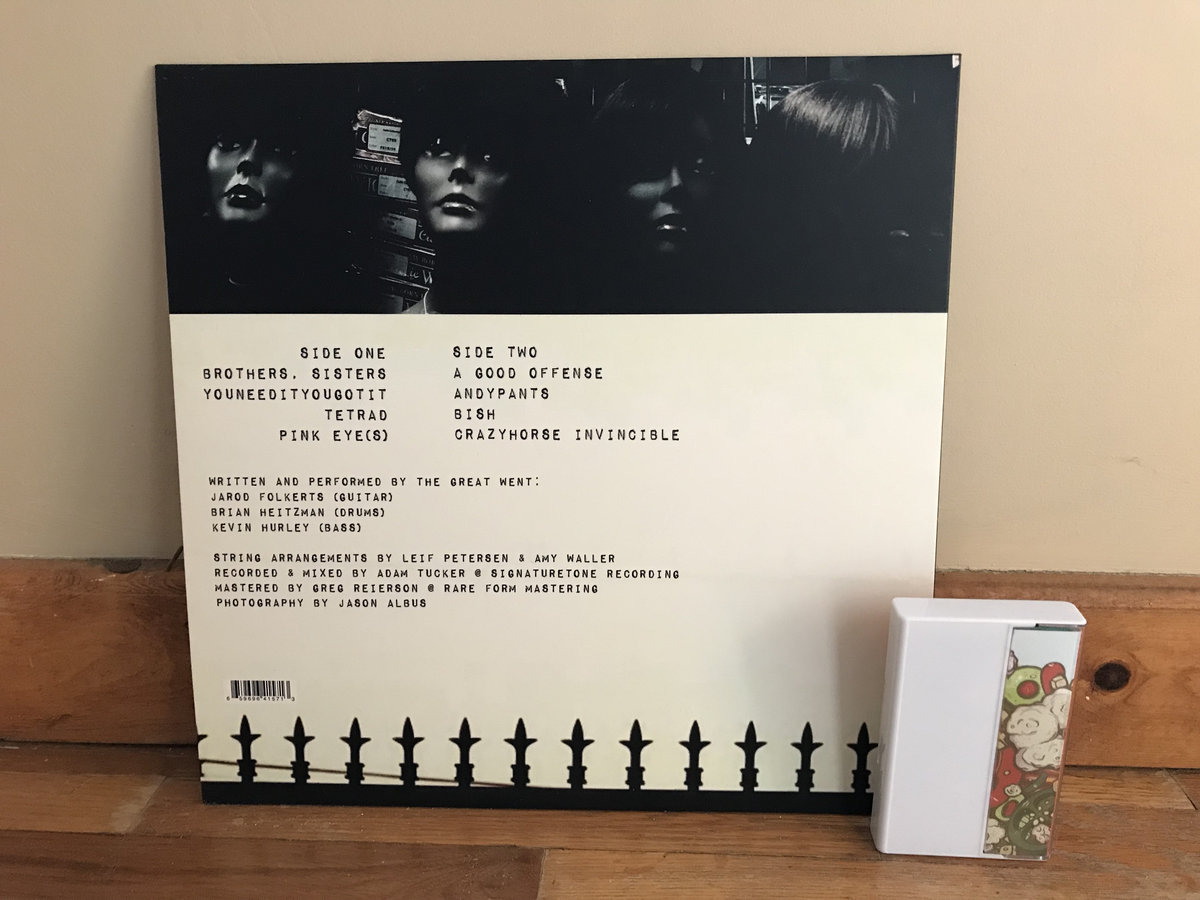 SIDE ONE
BROTHERS, SISTERS
YOUNEEDITYOUGOTIT
TETRAD
PINK EYE(S)
SIDE TWO
A GOOD OFFENSE
ANDYPANTS
BISH
CRAZYHORSE INVINCIBLE
WRITTEN AND PERFORMED BY THE GREAT WENT:
JAROD FOLKERTS (GUITAR)
BRIAN HEITZMAN (DRUMS)
KEVIN HURLEY (BASS)
STRING ARRANGEMENTS BY LEIF PETERSEN & AMY WALLER
RECORDED & MIXED BY ADAM TUCKER @ SIGNATURETONE RECORDING
MASTERED BY GREG REIERSON @ RARE FORM MASTERING
PHOTOGRAPHY BY JASON ALBUS